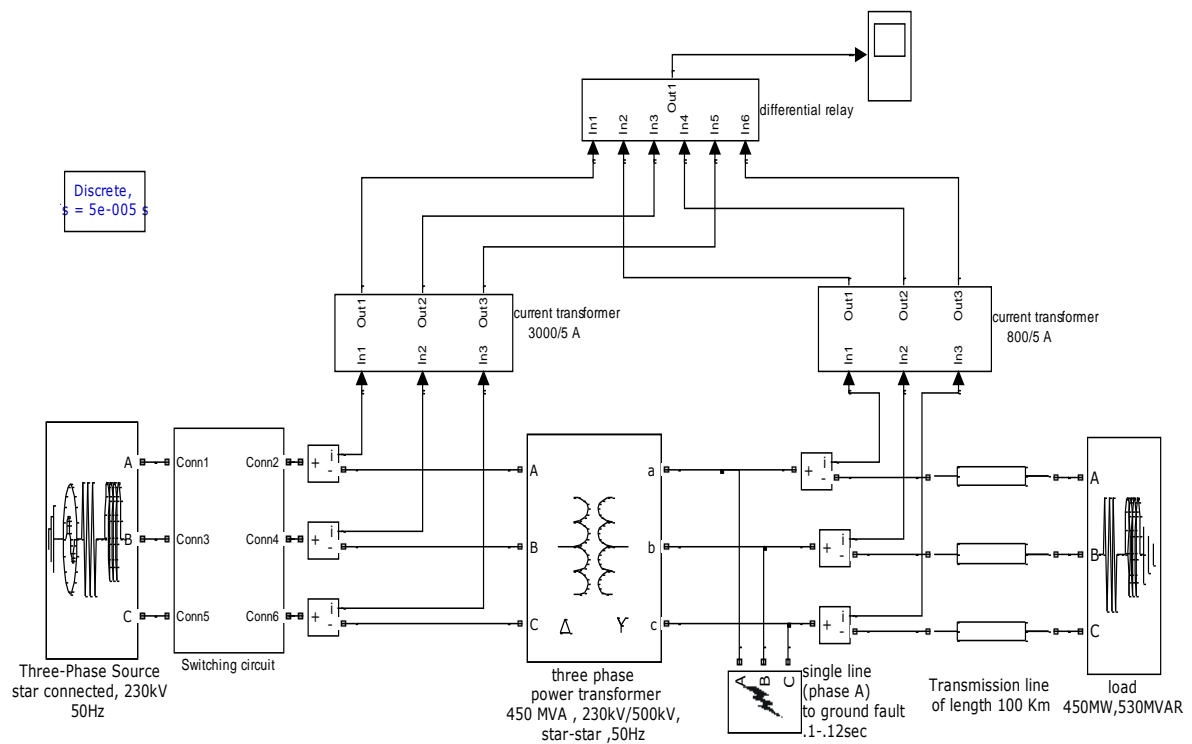 Out1
In1 In2 In3 In4 In5 In6
differential relay
Discrete,
s = 5e-005 s
Out1 Out2 Out3
In1 In2 In3
current transformer
3000/5 A
Out1 Out2 Out3
In1 In2 In3
current transformer
800/5 A
A
B
C
Three-Phase Source
star connected, 230kV
50Hz
Conn1 Conn2
Conn3 Conn4
Conn5 Conn6
Switching circuit
+ i -
+ i -
+ i -
A a
B b
C c
Δ Y
three phase
power transformer
450 MVA , 230kV/500kV,
star-star ,50Hz
A B C
single line
(phase A)
to ground fault
.1-.12sec
+ i -
+ i -
+ i -
Transmission line
of length 100 Km
A
B
C
load
450MW,530MVAR